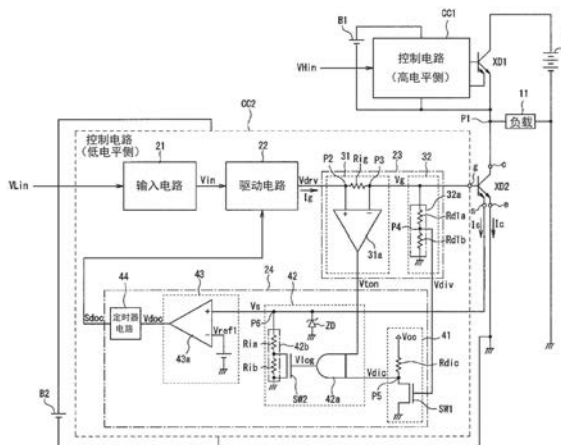 B1
CC1
控制电路
(高电平侧)
VHin
XD1
11
P1
负载
CC2
控制电路
(低电平侧)
21
22
VLin
输入电路
Vin
驱动电路
Vdrv
Ig
31
P2
Rig
P3
23
32
Vg
32a
P4
Rd1a
Rd1b
31a
g
c
XD2
s
e
Is
Ic
Vdiv
Vton
24
44
43
42
41
定时器
电路
Sdoc
Vdoc
43a
Vref1
Vs
P6
ZD
Ria
42b
Rib
Vlog
SW2
42a
Vdic
Vcc
Rdic
P5
SW1
B2